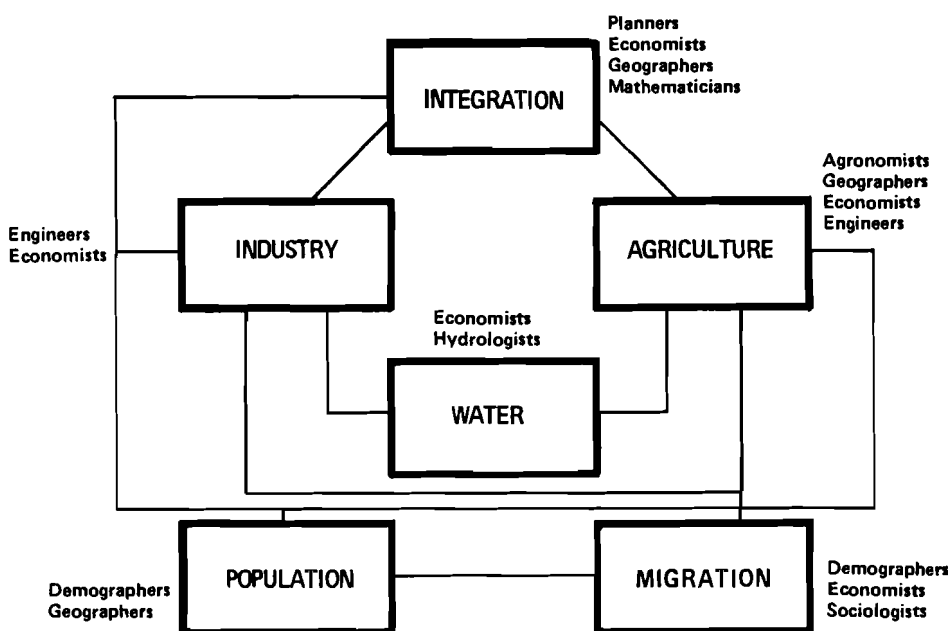 Planners
Economists
Geographers
Mathematicians
INTEGRATION
Agronomists
Geographers
Economists
Engineers
Engineers
Economists
INDUSTRY
AGRICULTURE
Economists
Hydrologists
WATER
POPULATION
MIGRATION
Demographers
Geographers
Demographers
Economists
Sociologists